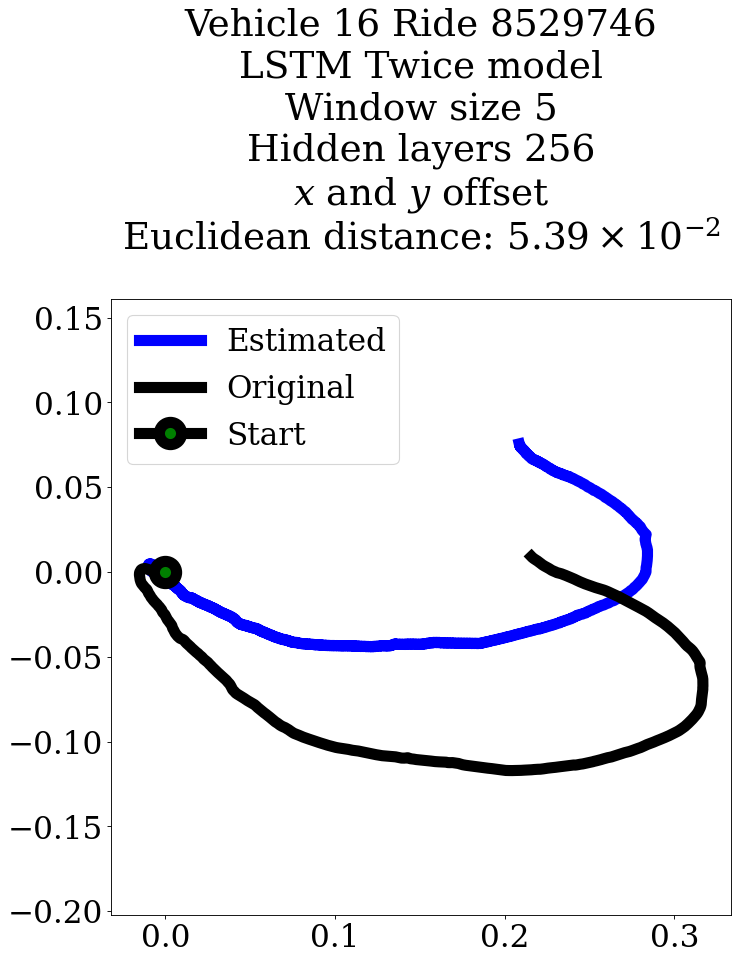 Vehicle 16 Ride 8529746
LSTM Twice model
Window size 5
Hidden layers 256
x and y offset
Euclidean distance: 5.39 × 10⁻²
Estimated
Original
Start
0.15
0.10
0.05
0.00
−0.05
−0.10
−0.15
−0.20
0.0 0.1 0.2 0.3